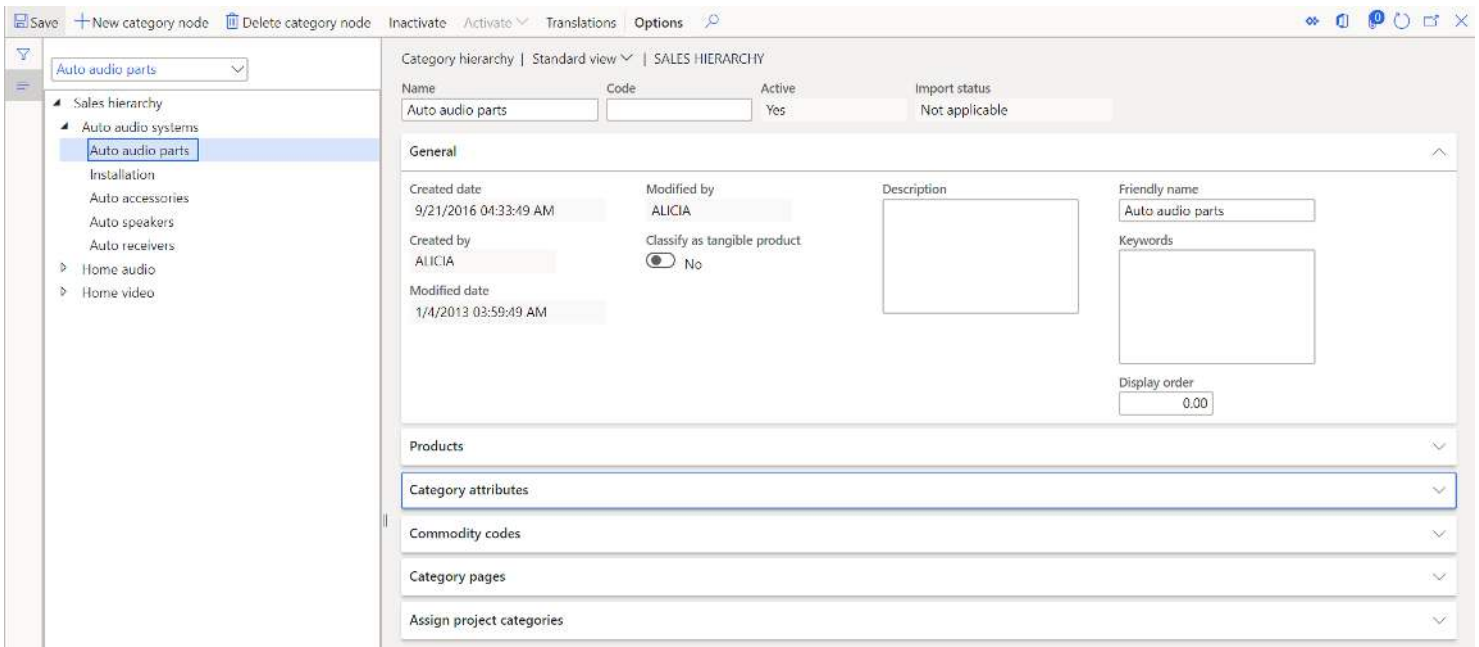 Save New category node Delete category node Inactivate Activate Translations Options 0
Auto audio parts
Sales hierarchy
Auto audio systems
Auto audio parts
Installation
Auto accessories
Auto speakers
Auto receivers
Home audio
Home video
Category hierarchy | Standard view | SALES HIERARCHY
Name Code Active Import status
Auto audio parts Yes Not applicable
General
Created date Modified by Description Friendly name
9/21/2016 04:33:49 AM ALICIA Auto audio parts
Created by Classify as tangible product Keywords
ALICIA No
Modified date
1/4/2013 03:59:49 AM
Display order
0.00
Products
Category attributes
Commodity codes
Category pages
Assign project categories